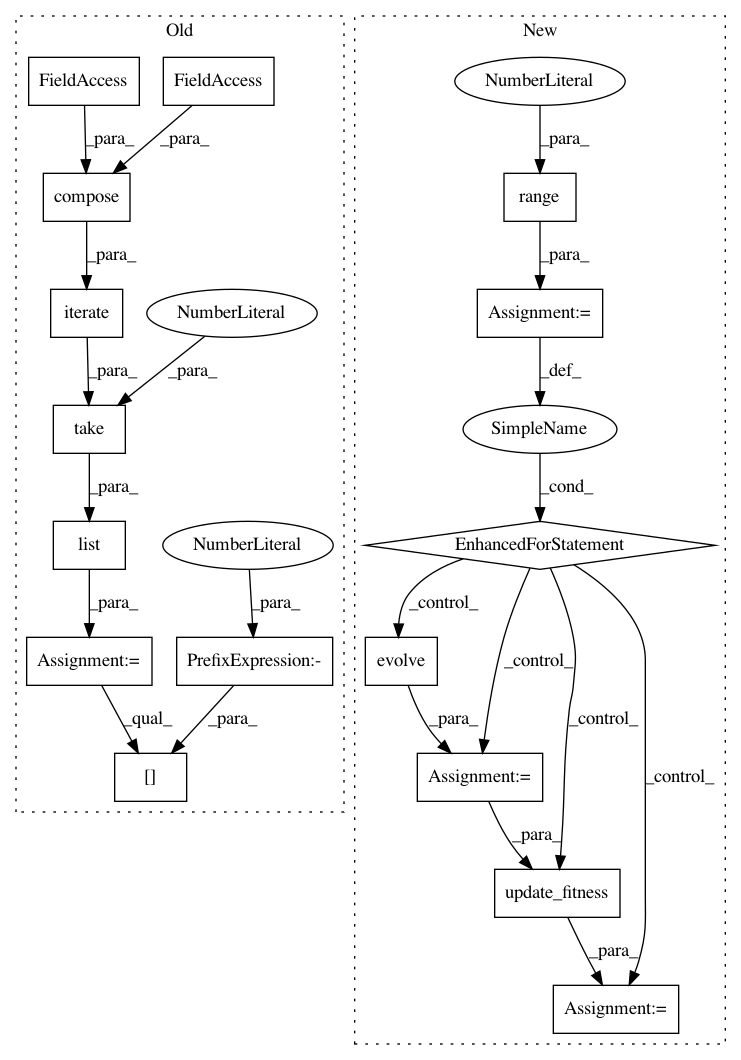 Old
New
FieldAccess
FieldAccess
NumberLiteral
_para_
_para_
_para_
compose
range
_para_
_para_
iterate
NumberLiteral
Assignment:=
_para_
_para_
_def_
take
SimpleName
_para_
_cond_
list
NumberLiteral
EnhancedForStatement
_para_
_para_
_control_
Assignment:=
PrefixExpression:-
evolve
_control_
_qual_
_para_
_para_
_control_
[]
Assignment:=
_control_
_para_
update_fitness
_para_
Assignment:=